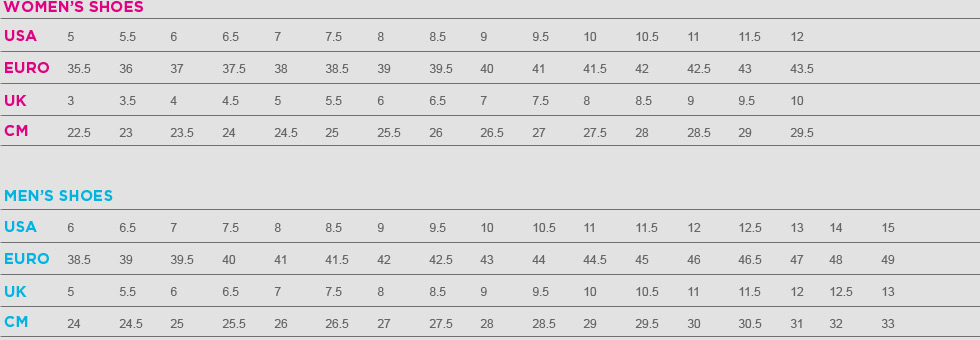 WOMEN'S SHOES
USA 5 5.5 6 6.5 7 7.5 8 8.5 9 9.5 10 10.5 11 11.5 12
EURO 35.5 36 37 37.5 38 38.5 39 39.5 40 41 41.5 42 42.5 43 43.5
UK 3 3.5 4 4.5 5 5.5 6 6.5 7 7.5 8 8.5 9 9.5 10
CM 22.5 23 23.5 24 24.5 25 25.5 26 26.5 27 27.5 28 28.5 29 29.5
MEN'S SHOES
USA 6 6.5 7 7.5 8 8.5 9 9.5 10 10.5 11 11.5 12 12.5 13 14 15
EURO 38.5 39 39.5 40 41 41.5 42 42.5 43 44 44.5 45 46 46.5 47 48 49
UK 5 5.5 6 6.5 7 7.5 8 8.5 9 9.5 10 10.5 11 11.5 12 12.5 13
CM 24 24.5 25 25.5 26 26.5 27 27.5 28 28.5 29 29.5 30 30.5 31 32 33